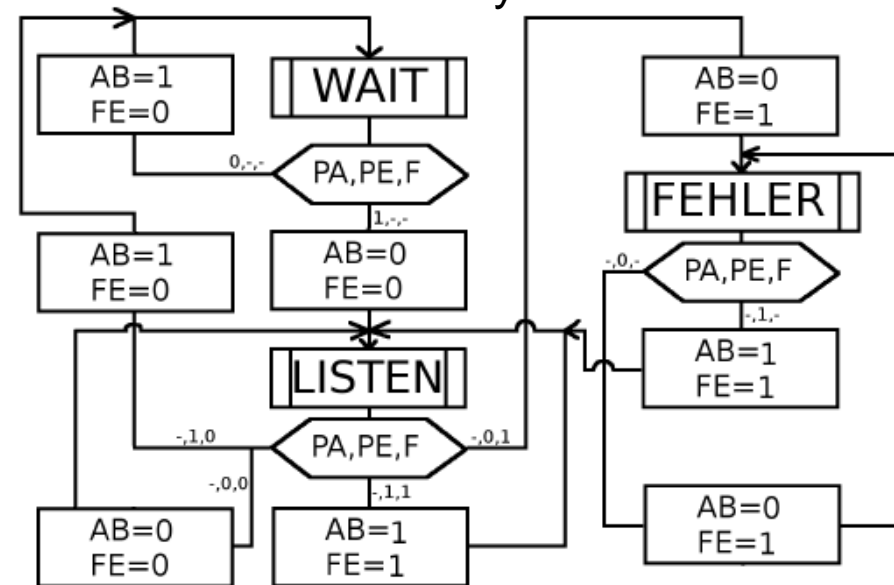 AB=1
FE=0
WAIT
AB=0
FE=1
0,-,-
PA,PE,F
1,-,-
FEHLER
AB=1
FE=0
AB=0
FE=0
-,0,-
PA,PE,F
-,1,-
LISTEN
AB=1
FE=1
-,1,0
PA,PE,F
-,0,1
-,0,0
-,1,1
AB=0
FE=0
AB=1
FE=1
AB=0
FE=1